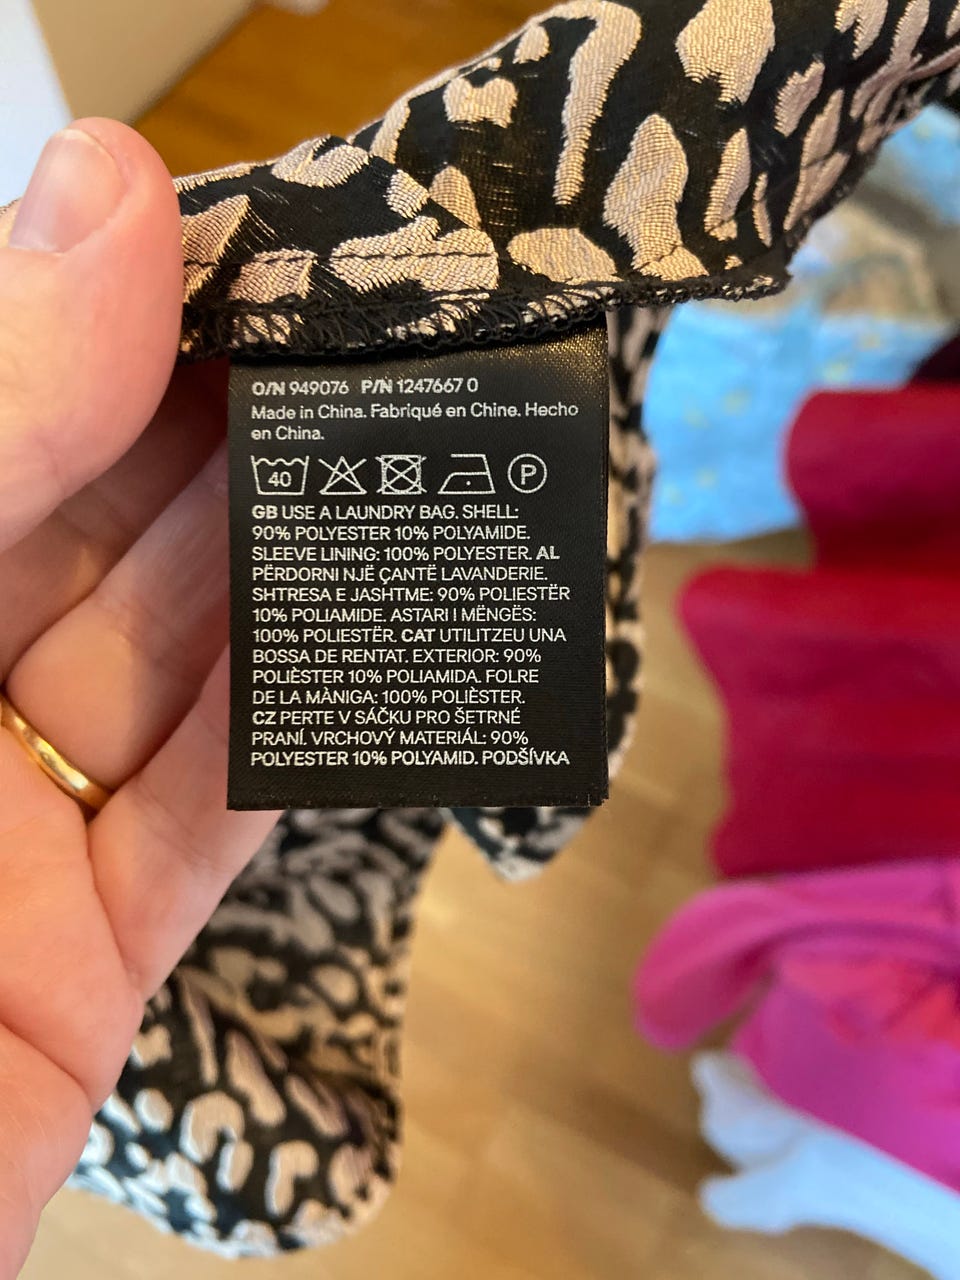 O/N 949076 P/N 1247667 0
Made in China. Fabriqué en Chine. Hecho
en China.
40 P
GB USE A LAUNDRY BAG. SHELL:
90% POLYESTER 10% POLYAMIDE.
SLEEVE LINING: 100% POLYESTER. AL
PËRDORNI NJË ÇANTË LAVANDERIE.
SHTRESA E JASHTME: 90% POLIESTËR
10% POLIAMIDE. ASTARI I MËNGËS:
100% POLIESTËR. CAT UTILITZEU UNA
BOSSA DE RENTAT. EXTERIOR: 90%
POLIÈSTER 10% POLIAMIDA. FOLRE
DE LA MÀNIGA: 100% POLIÈSTER.
CZ PERTE V SÁČKU PRO ŠETRNÉ
PRANÍ. VRCHOVÝ MATERIÁL: 90%
POLYESTER 10% POLYAMID. PODŠÍVKA